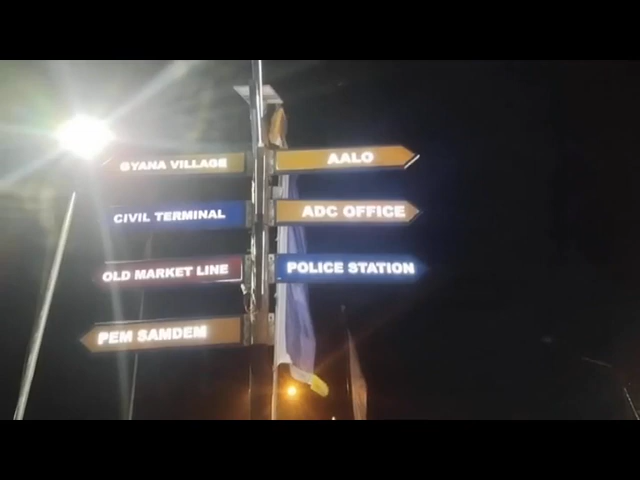 GYANA VILLAGE
CIVIL TERMINAL
OLD MARKET LINE
PEM SAMDEM
AALO
ADC OFFICE
POLICE STATION